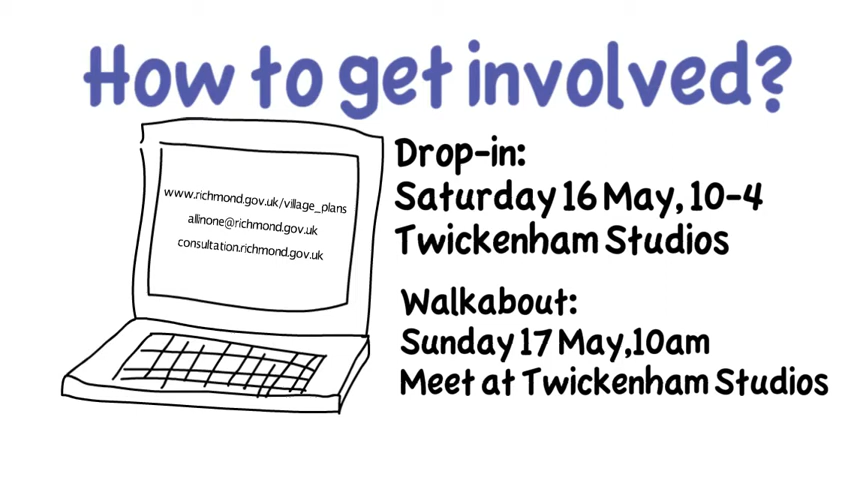 How to get involved?
www.richmond.gov.uk/village_plans
allinone@richmond.gov.uk
consultation.richmond.gov.uk
Drop-in:
Saturday 16 May, 10-4
Twickenham Studios
Walkabout:
Sunday 17 May,10am
Meet at Twickenham Studios